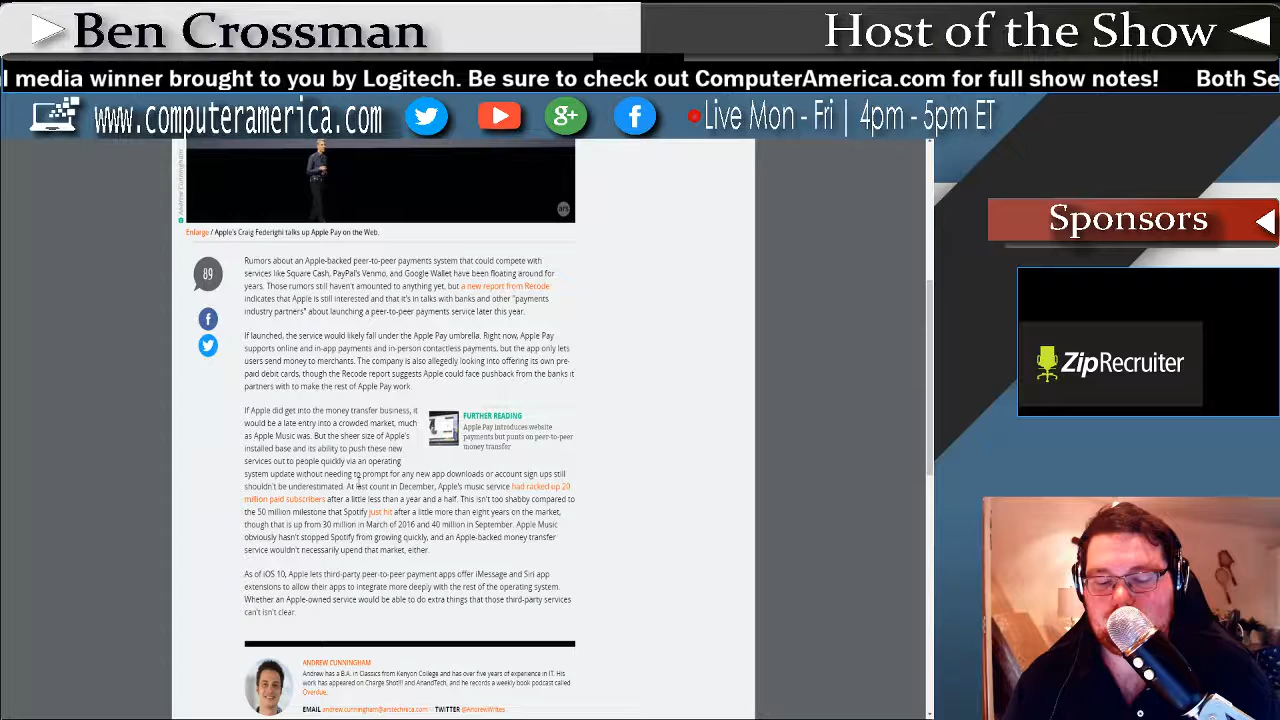 Ben Crossman
Host of the Show
l media winner brought to you by Logitech. Be sure to check out ComputerAmerica.com for full show notes!
Both Se
www.computeramerica.com
g+
f
Live Mon - Fri | 4pm - 5pm ET
Sponsors
ZipRecruiter
Andrew Cunningham
ars
Enlarge / Apple's Craig Federighi talks up Apple Pay on the Web.
89
f
Rumors about an Apple-backed peer-to-peer payments system that could compete with
services like Square Cash, PayPal's Venmo, and Google Wallet have been floating around for
years. Those rumors still haven't amounted to anything yet, but a new report from Recode
indicates that Apple is still interested and that it's in talks with banks and other "payments
industry partners" about launching a peer-to-peer payments service later this year.
If launched, the service would likely fall under the Apple Pay umbrella. Right now, Apple Pay
supports online and in-app payments and in-person contactless payments, but the app only lets
users send money to merchants. The company is also allegedly looking into offering its own pre-
paid debit cards, though the Recode report suggests Apple could face pushback from the banks it
partners with to make the rest of Apple Pay work.
If Apple did get into the money transfer business, it
would be a late entry into a crowded market, much
as Apple Music was. But the sheer size of Apple's
installed base and its ability to push these new
services out to people quickly via an operating
system update without needing to prompt for any new app downloads or account sign ups still
shouldn't be underestimated. At last count in December, Apple's music service had racked up 20
million paid subscribers after a little less than a year and a half. This isn't too shabby compared to
the 50 million milestone that Spotify just hit after a little more than eight years on the market,
though that is up from 30 million in March of 2016 and 40 million in September. Apple Music
obviously hasn't stopped Spotify from growing quickly, and an Apple-backed money transfer
service wouldn't necessarily upend that market, either.
FURTHER READING
Apple Pay introduces website
payments but punts on peer-to-peer
money transfer
As of iOS 10, Apple lets third-party peer-to-peer payment apps offer iMessage and Siri app
extensions to allow their apps to integrate more deeply with the rest of the operating system.
Whether an Apple-owned service would be able to do extra things that those third-party services
can't isn't clear.
ANDREW CUNNINGHAM
Andrew has a B.A. in Classics from Kenyon College and has over five years of experience in IT. His
work has appeared on Charge Shot!!! and AnandTech, and he records a weekly book podcast called
Overdue.
EMAIL andrew.cunningham@arstechnica.com TWITTER @AndrewWrites